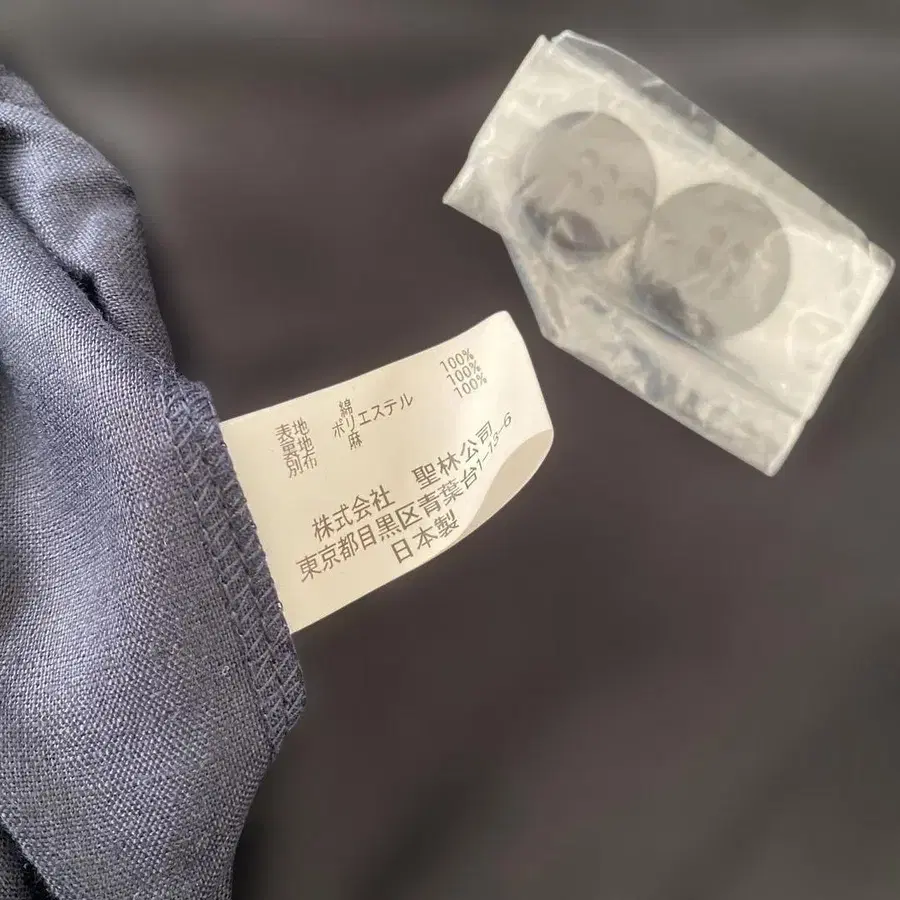 表地 綿 100%
裏地 ポリエステル 100%
別布 麻 100%
株式会社 聖林公司
東京都目黒区青葉台1-13-6
日本製